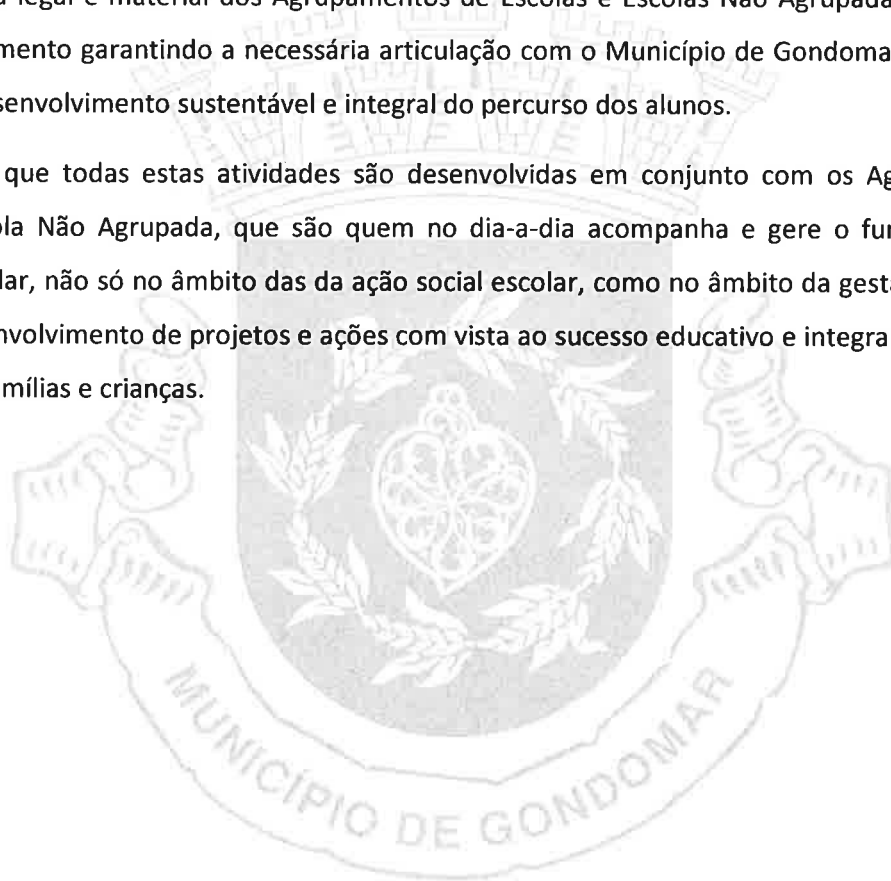 legal e material dos Agrupamentos de Escolas e Escolas Não Agrupada
mento garantindo a necessária articulação com o Município de Gondoma
senvolvimento sustentável e integral do percurso dos alunos.
que todas estas atividades são desenvolvidas em conjunto com os Ag
la Não Agrupada, que são quem no dia-a-dia acompanha e gere o fu
lar, não só no âmbito das da ação social escolar, como no âmbito da gest
nvolvimento de projetos e ações com vista ao sucesso educativo e integra
mílias e crianças.
MUNICÍPIO DE GONDOMAR